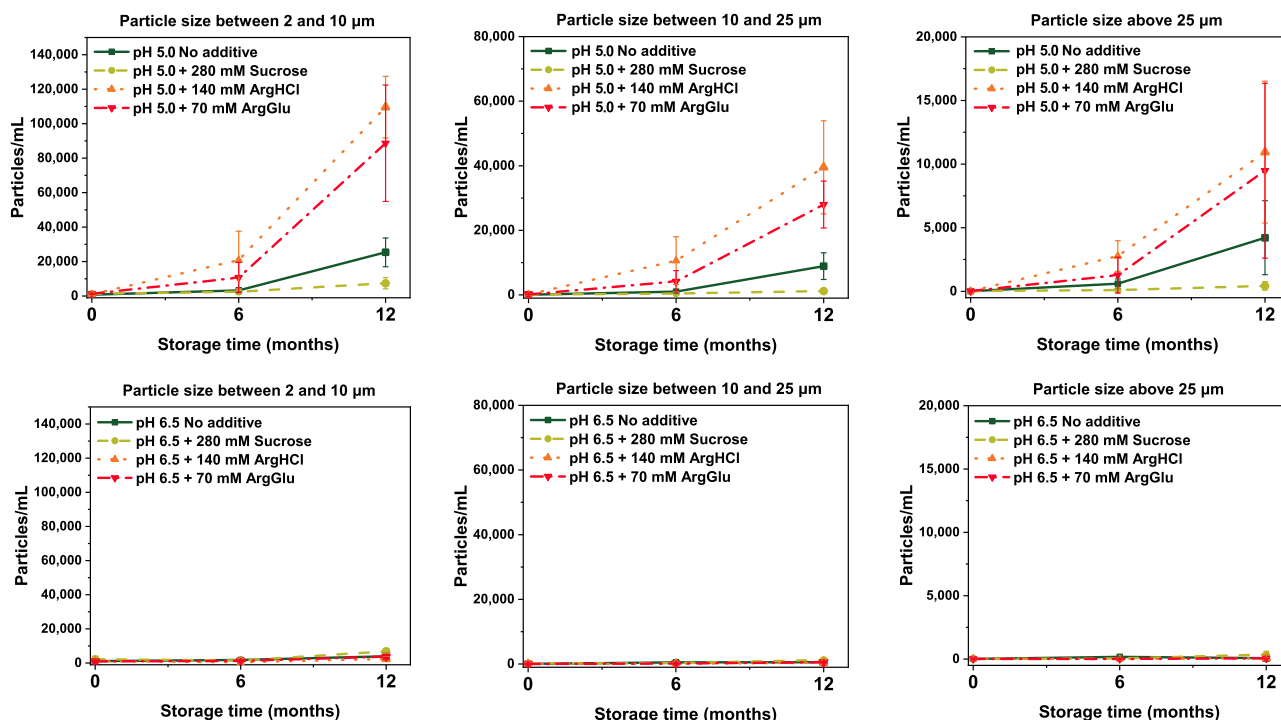 Particle size between 2 and 10 µm
140,000
120,000
100,000
80,000
60,000
40,000
20,000
0
Particles/mL
pH 5.0 No additive
pH 5.0 + 280 mM Sucrose
pH 5.0 + 140 mM ArgHCl
pH 5.0 + 70 mM ArgGlu
0 6 12
Storage time (months)
Particle size between 10 and 25 µm
80,000
60,000
40,000
20,000
0
Particles/mL
pH 5.0 No additive
pH 5.0 + 280 mM Sucrose
pH 5.0 + 140 mM ArgHCl
pH 5.0 + 70 mM ArgGlu
0 6 12
Storage time (months)
Particle size above 25 µm
20,000
15,000
10,000
5,000
0
Particles/mL
pH 5.0 No additive
pH 5.0 + 280 mM Sucrose
pH 5.0 + 140 mM ArgHCl
pH 5.0 + 70 mM ArgGlu
0 6 12
Storage time (months)
Particle size between 2 and 10 µm
140,000
120,000
100,000
80,000
60,000
40,000
20,000
0
Particles/mL
pH 6.5 No additive
pH 6.5 + 280 mM Sucrose
pH 6.5 + 140 mM ArgHCl
pH 6.5 + 70 mM ArgGlu
0 6 12
Storage time (months)
Particle size between 10 and 25 µm
80,000
60,000
40,000
20,000
0
Particles/mL
pH 6.5 No additive
pH 6.5 + 280 mM Sucrose
pH 6.5 + 140 mM ArgHCl
pH 6.5 + 70 mM ArgGlu
0 6 12
Storage time (months)
Particle size above 25 µm
20,000
15,000
10,000
5,000
0
Particles/mL
pH 6.5 No additive
pH 6.5 + 280 mM Sucrose
pH 6.5 + 140 mM ArgHCl
pH 6.5 + 70 mM ArgGlu
0 6 12
Storage time (months)